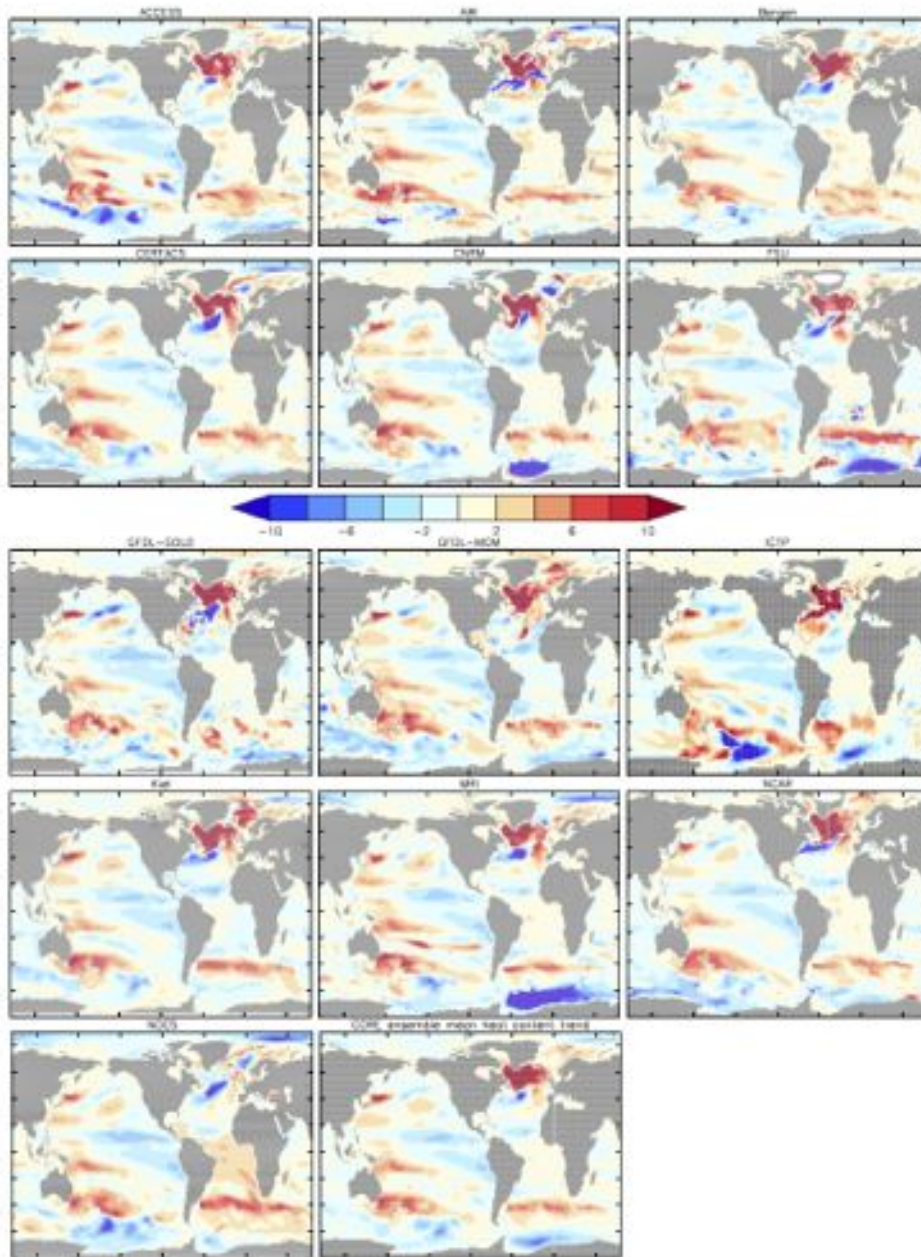 ACCESS AWI Bergen
CERFACS CNRM FSU
-10 -6 -2 2 6 10
GFDL-GOLD GFDL-MOM ICTP
Kiel MRI NCAR
NOCS CORE ensemble mean heat content trend